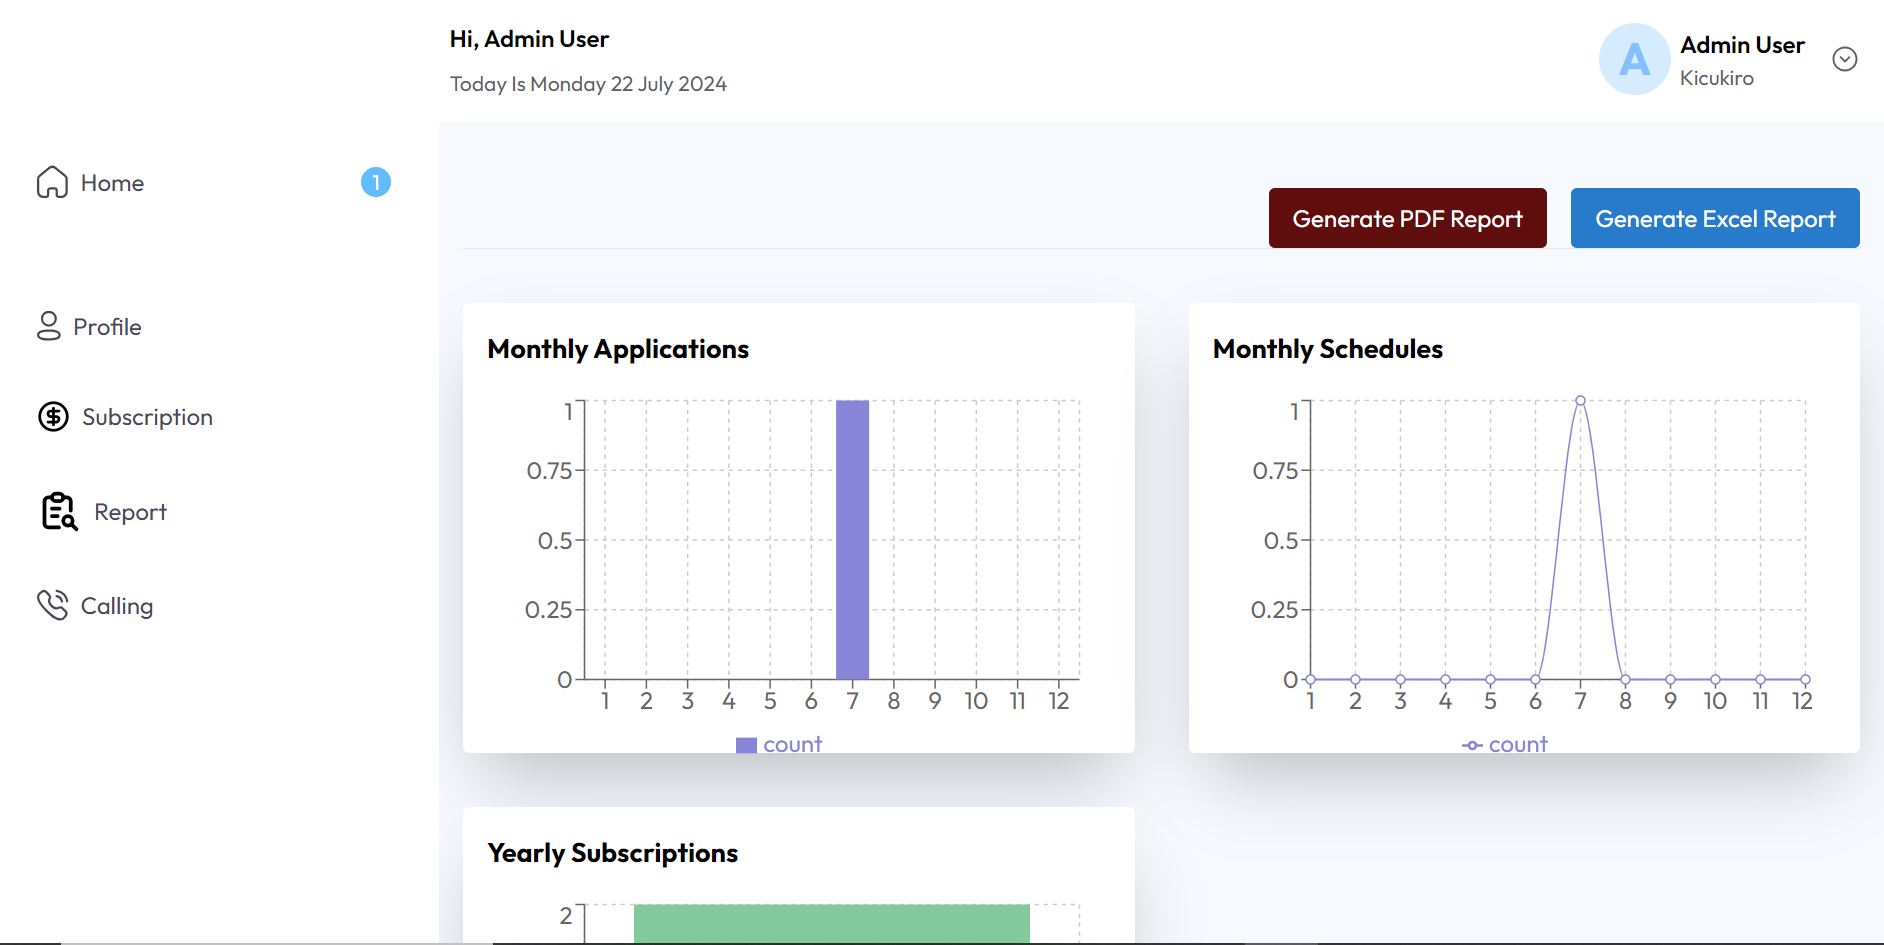 Hi, Admin User
Today Is Monday 22 July 2024
A
Admin User
Kicukiro
Home
1
Profile
Subscription
Report
Calling
Generate PDF Report
Generate Excel Report
Monthly Applications
1
0.75
0.5
0.25
0
1 2 3 4 5 6 7 8 9 10 11 12
count
Monthly Schedules
1
0.75
0.5
0.25
0
1 2 3 4 5 6 7 8 9 10 11 12
count
Yearly Subscriptions
2